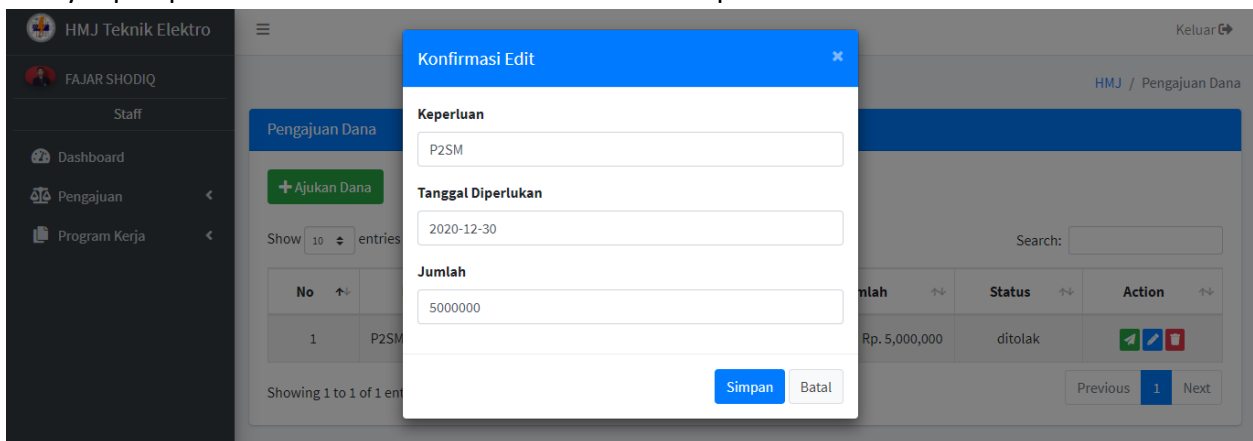 HMJ Teknik Elektro
Keluar
FAJAR SHODIQ
Staff
Dashboard
Pengajuan
Program Kerja
HMJ / Pengajuan Dana
Pengajuan Dana
Ajukan Dana
Show 10 entries
Search:
No
Status
Action
1 P2SM Rp. 5,000,000 ditolak
Showing 1 to 1 of 1
Previous 1 Next
Konfirmasi Edit ×
Keperluan
P2SM
Tanggal Diperlukan
2020-12-30
Jumlah
5000000
Simpan Batal